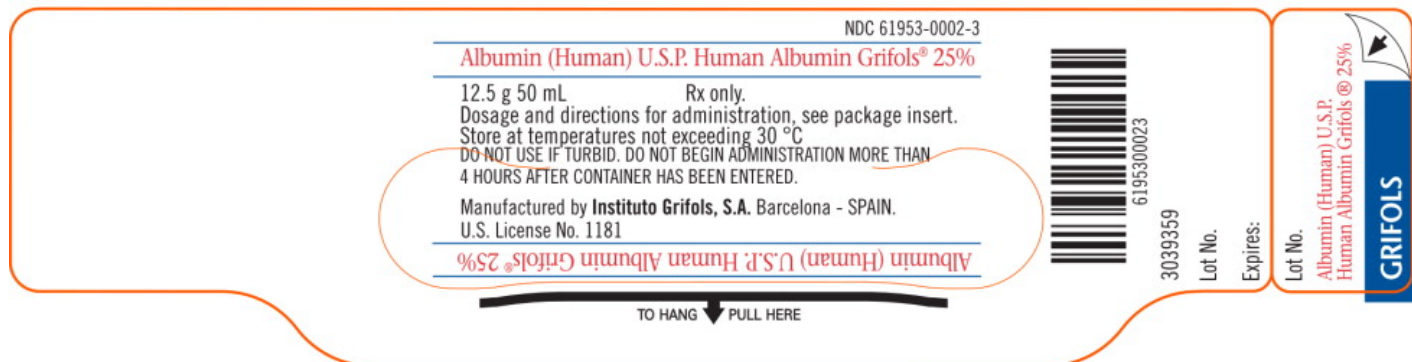 NDC 61953-0002-3
Albumin (Human) U.S.P. Human Albumin Grifols® 25%
12.5 g 50 mL Rx only.
Dosage and directions for administration, see package insert.
Store at temperatures not exceeding 30 °C
DO NOT USE IF TURBID. DO NOT BEGIN ADMINISTRATION MORE THAN
4 HOURS AFTER CONTAINER HAS BEEN ENTERED.
Manufactured by Instituto Grifols, S.A. Barcelona - SPAIN.
U.S. License No. 1181
Albumin (Human) U.S.P. Human Albumin Grifols® 25%
TO HANG PULL HERE
6195300023
3039359
Lot No.
Expires:
Lot No.
Albumin (Human) U.S.P.
Human Albumin Grifols ® 25%
GRIFOLS